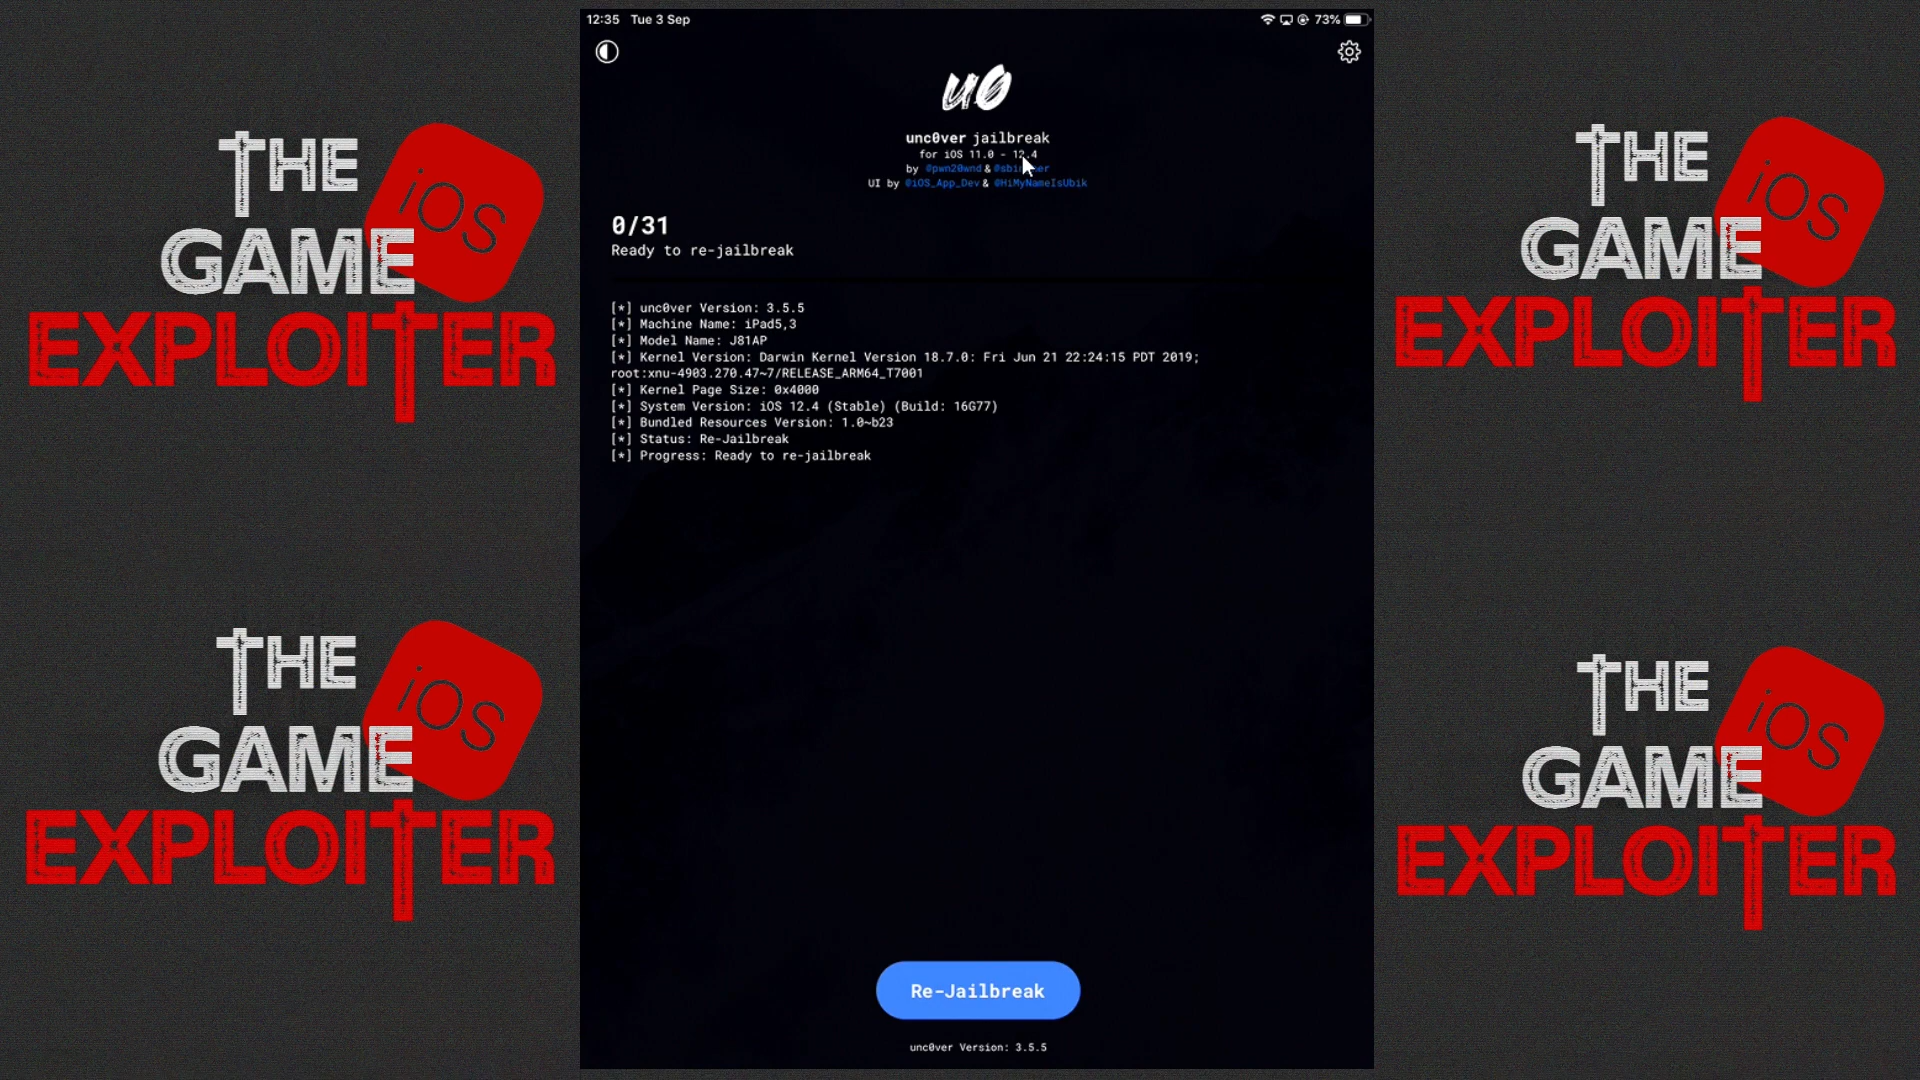 THE
GAME
iOS
EXPLOITER
THE
GAME
iOS
EXPLOITER
12:35 Tue 3 Sep
73%
u0
unc0ver jailbreak
for iOS 11.0 - 12.4
by @pwn20wnd &
UI by @iOS_App_Dev & @HiMyNameIsUbik
0/31
Ready to re-jailbreak
[*] unc0ver Version: 3.5.5
[*] Machine Name: iPad5,3
[*] Model Name: J81AP
[*] Kernel Version: Darwin Kernel Version 18.7.0: Fri Jun 21 22:24:15 PDT 2019;
root:xnu-4903.270.47~7/RELEASE_ARM64_T7001
[*] Kernel Page Size: 0x4000
[*] System Version: iOS 12.4 (Stable) (Build: 16G77)
[*] Bundled Resources Version: 1.0~b23
[*] Status: Re-Jailbreak
[*] Progress: Ready to re-jailbreak
Re-Jailbreak
unc0ver Version: 3.5.5
THE
GAME
iOS
EXPLOITER
THE
GAME
iOS
EXPLOITER